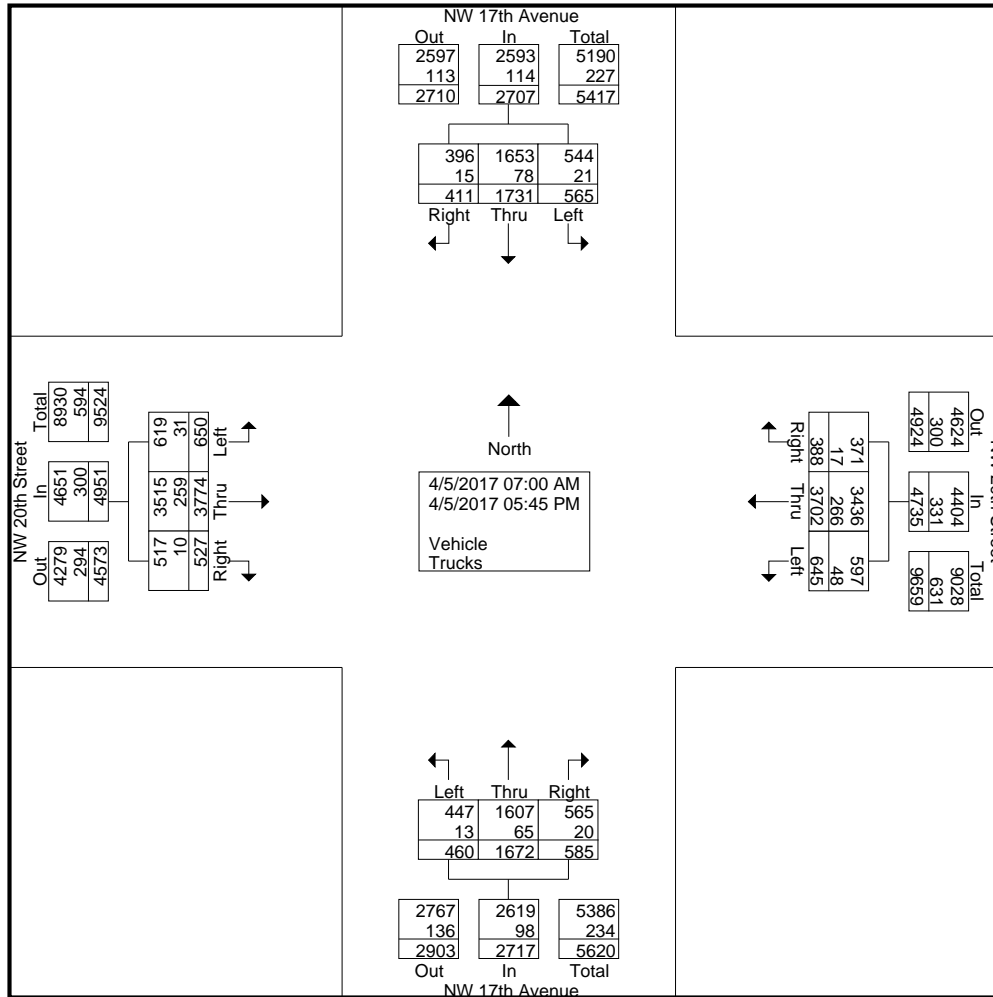 NW 17th Avenue
Out In Total
2597 2593 5190
113 114 227
2710 2707 5417
396 1653 544
15 78 21
411 1731 565
Right Thru Left
NW 20th Street
Total
8930
594
9524
In
4651
300
4951
Out
4279
294
4573
Left
650
31
619
Thru
3774
259
3515
Right
527
10
517
North
4/5/2017 07:00 AM
4/5/2017 05:45 PM
Vehicle
Trucks
Right
371
17
388
Thru
3436
266
3702
Left
597
48
645
Out
4624
300
4924
In
4404
331
4735
Total
9028
631
9659
Left Thru Right
447 1607 565
13 65 20
460 1672 585
2767 2619 5386
136 98 234
2903 2717 5620
Out In Total
NW 17th Avenue